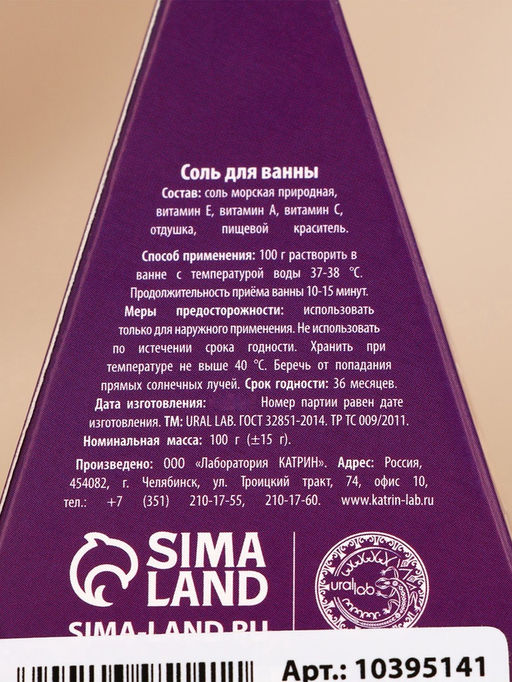 Соль для ванны
Состав: соль морская природная,
витамин Е, витамин А, витамин С,
отдушка, пищевой краситель.
Способ применения: 100 г растворить в
ванне с температурой воды 37-38 °С.
Продолжительность приёма ванны 10-15 минут.
Меры предосторожности: использовать
только для наружного применения. Не использовать
по истечении срока годности. Хранить при
температуре не выше 40 °С. Беречь от попадания
прямых солнечных лучей. Срок годности: 36 месяцев.
Дата изготовления: Номер партии равен дате
изготовления. ТМ: URAL LAB. ГОСТ 32851-2014. ТР ТС 009/2011.
Номинальная масса: 100 г (±15 г).
Произведено: ООО «Лаборатория КАТРИН». Адрес: Россия,
454082, г. Челябинск, ул. Троицкий тракт, 74, офис 10,
тел.: +7 (351) 210-17-55, 210-17-60. www.katrin-lab.ru
SIMA
LAND
ural lab
SIMA-LAND.RU
Арт.: 10395141